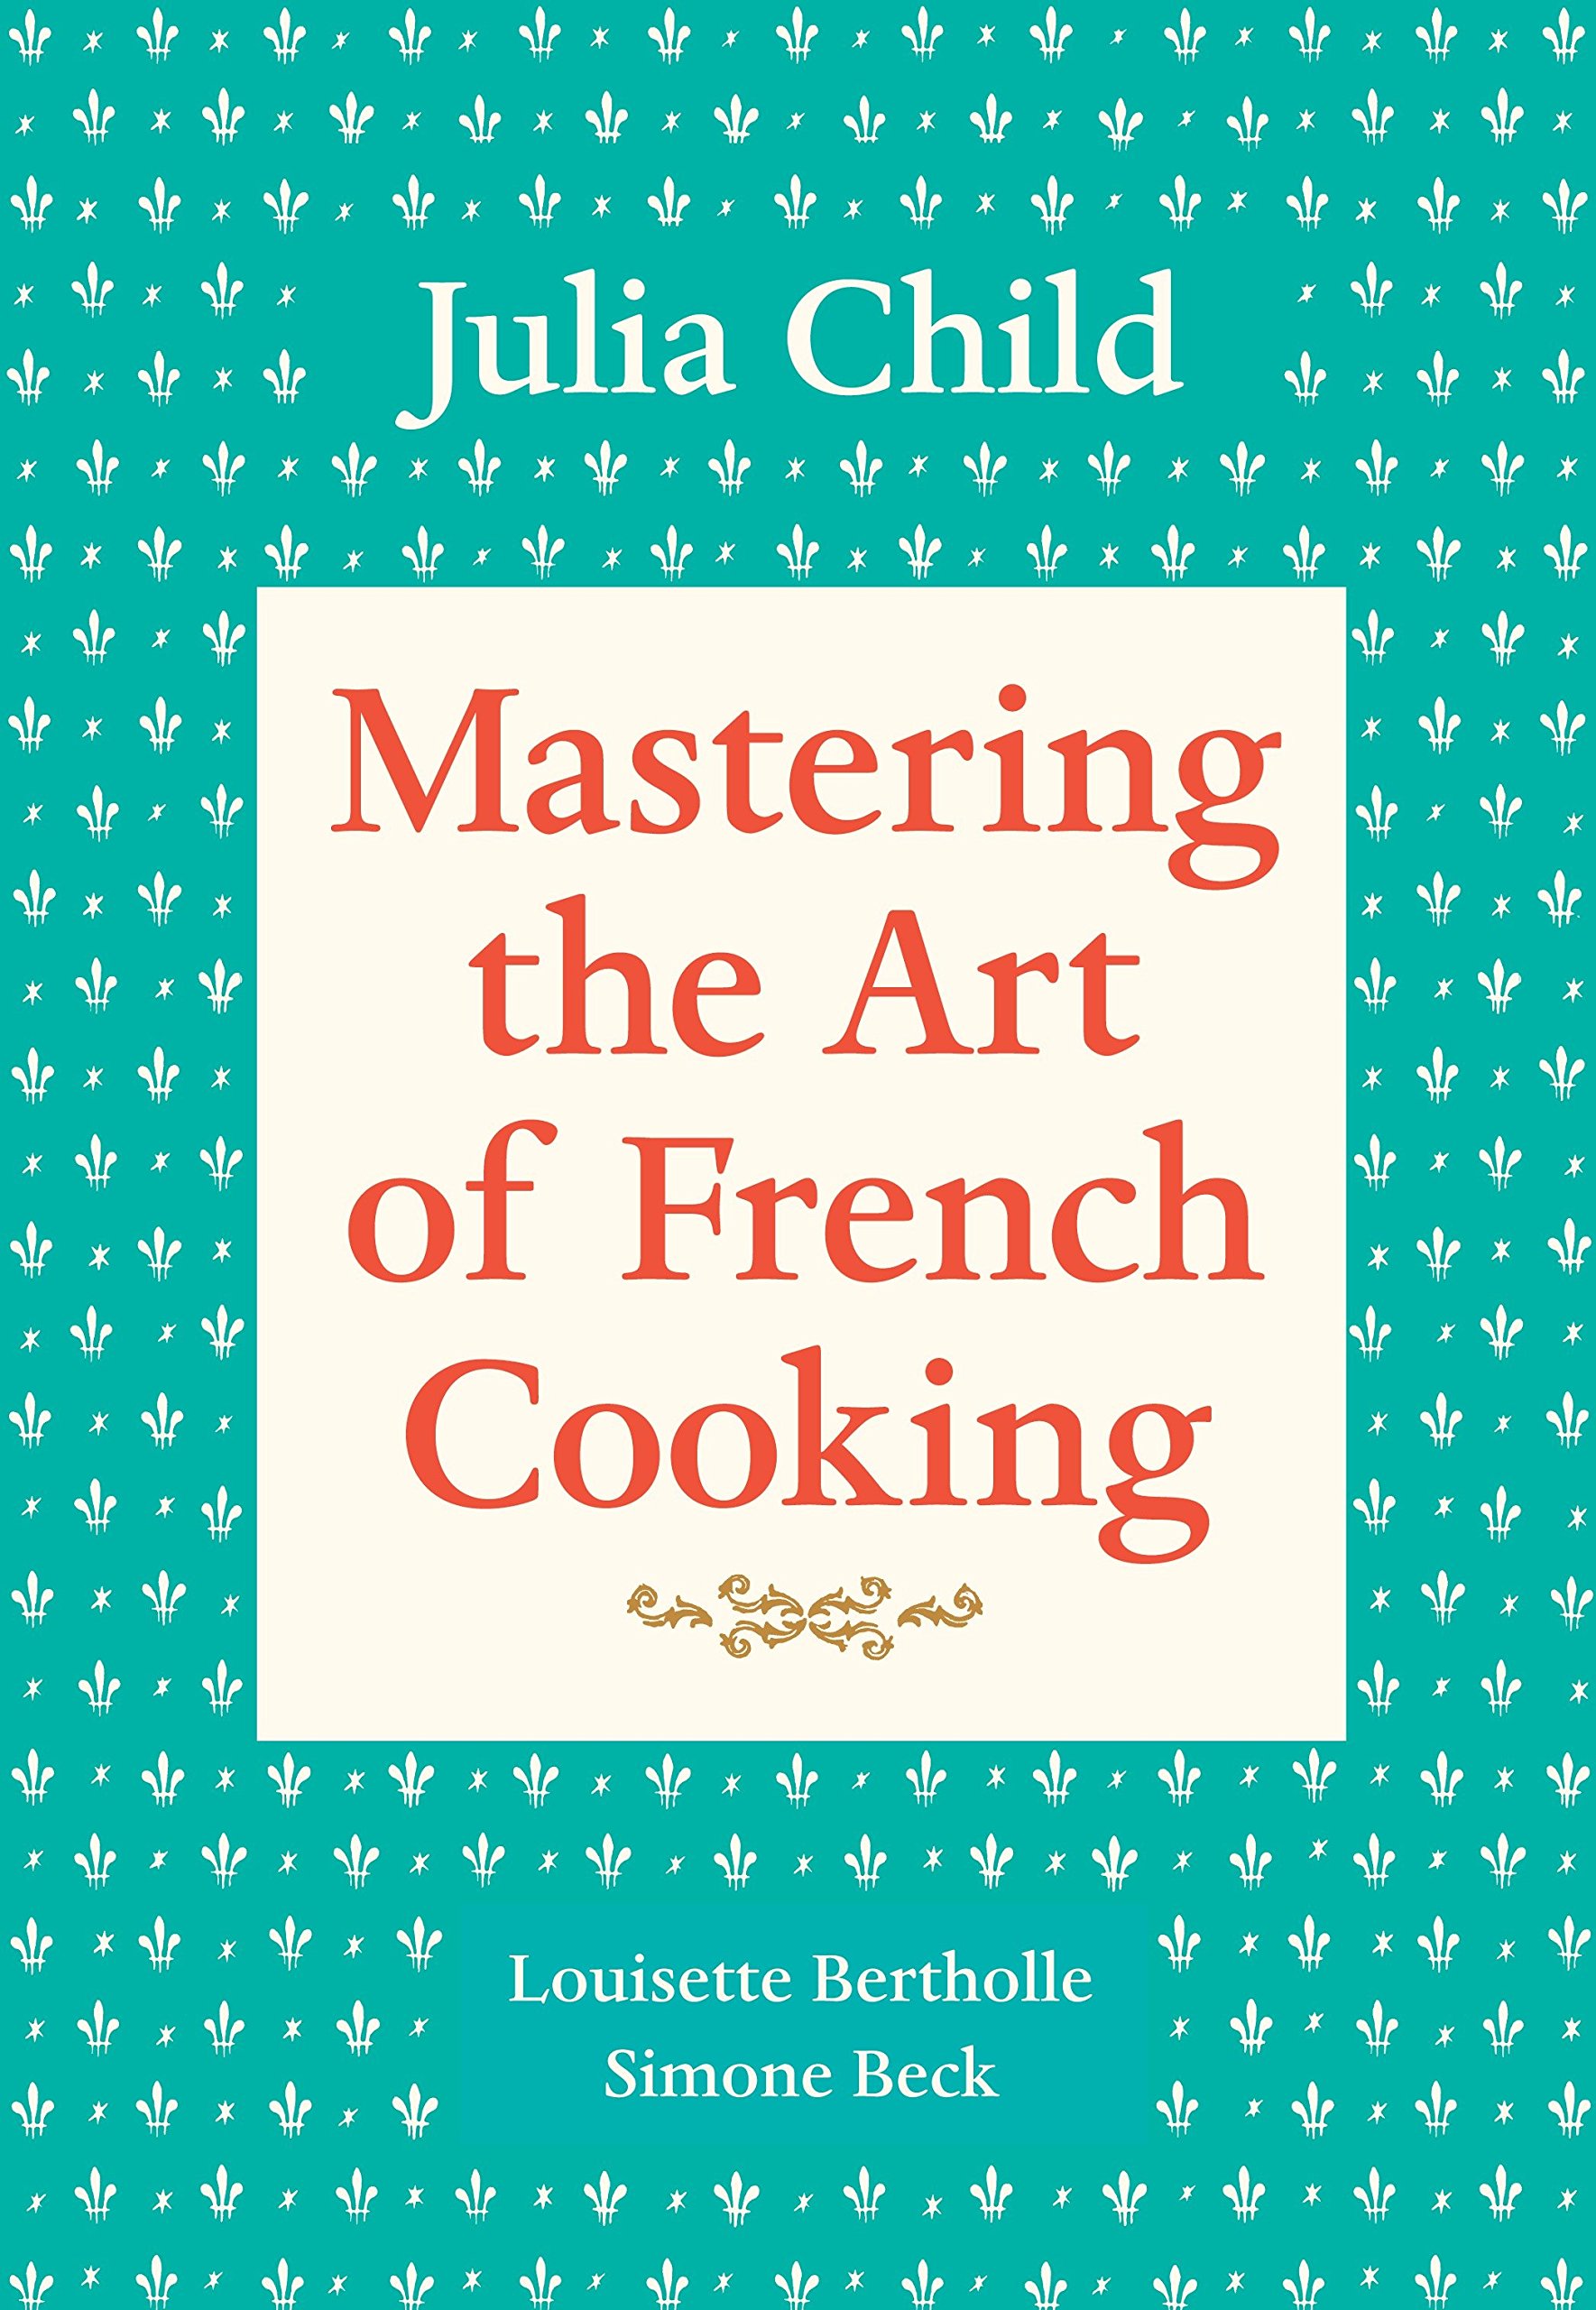 Julia Child
Mastering
the Art
of French
Cooking
Louisette Bertholle
Simone Beck